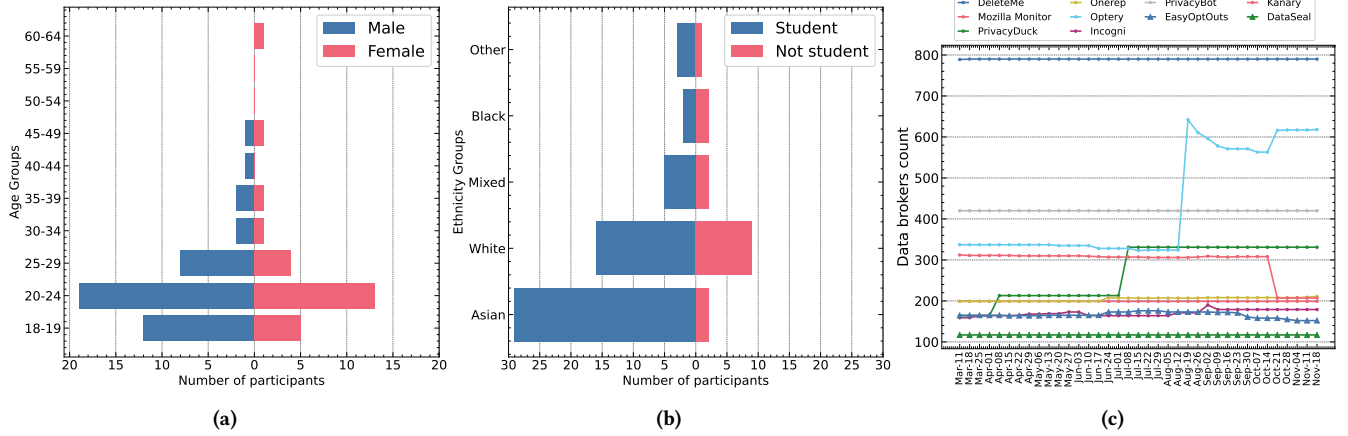 Male
Female
60-64
55-59
50-54
45-49
40-44
35-39
30-34
25-29
20-24
18-19
Age Groups
20 15 10 5 0 5 10 15 20
Number of participants
(a)
Student
Not student
Other
Black
Mixed
White
Asian
Ethnicity Groups
30 25 20 15 10 5 0 5 10 15 20 25 30
Number of participants
(b)
DeleteMe Onerep PrivacyBot Kanary
Mozilla Monitor Optery EasyOptOuts DataSeal
PrivacyDuck Incogni
800
700
600
500
400
300
200
100
Data brokers count
Mar-11
Mar-18
Mar-25
Apr-01
Apr-08
Apr-15
Apr-22
Apr-29
May-06
May-13
May-20
May-27
Jun-03
Jun-10
Jun-17
Jun-24
Jul-01
Jul-08
Jul-15
Jul-22
Jul-29
Aug-05
Aug-12
Aug-19
Aug-26
Sep-02
Sep-09
Sep-16
Sep-23
Sep-30
Oct-07
Oct-14
Oct-21
Oct-28
Nov-04
Nov-11
Nov-18
(c)